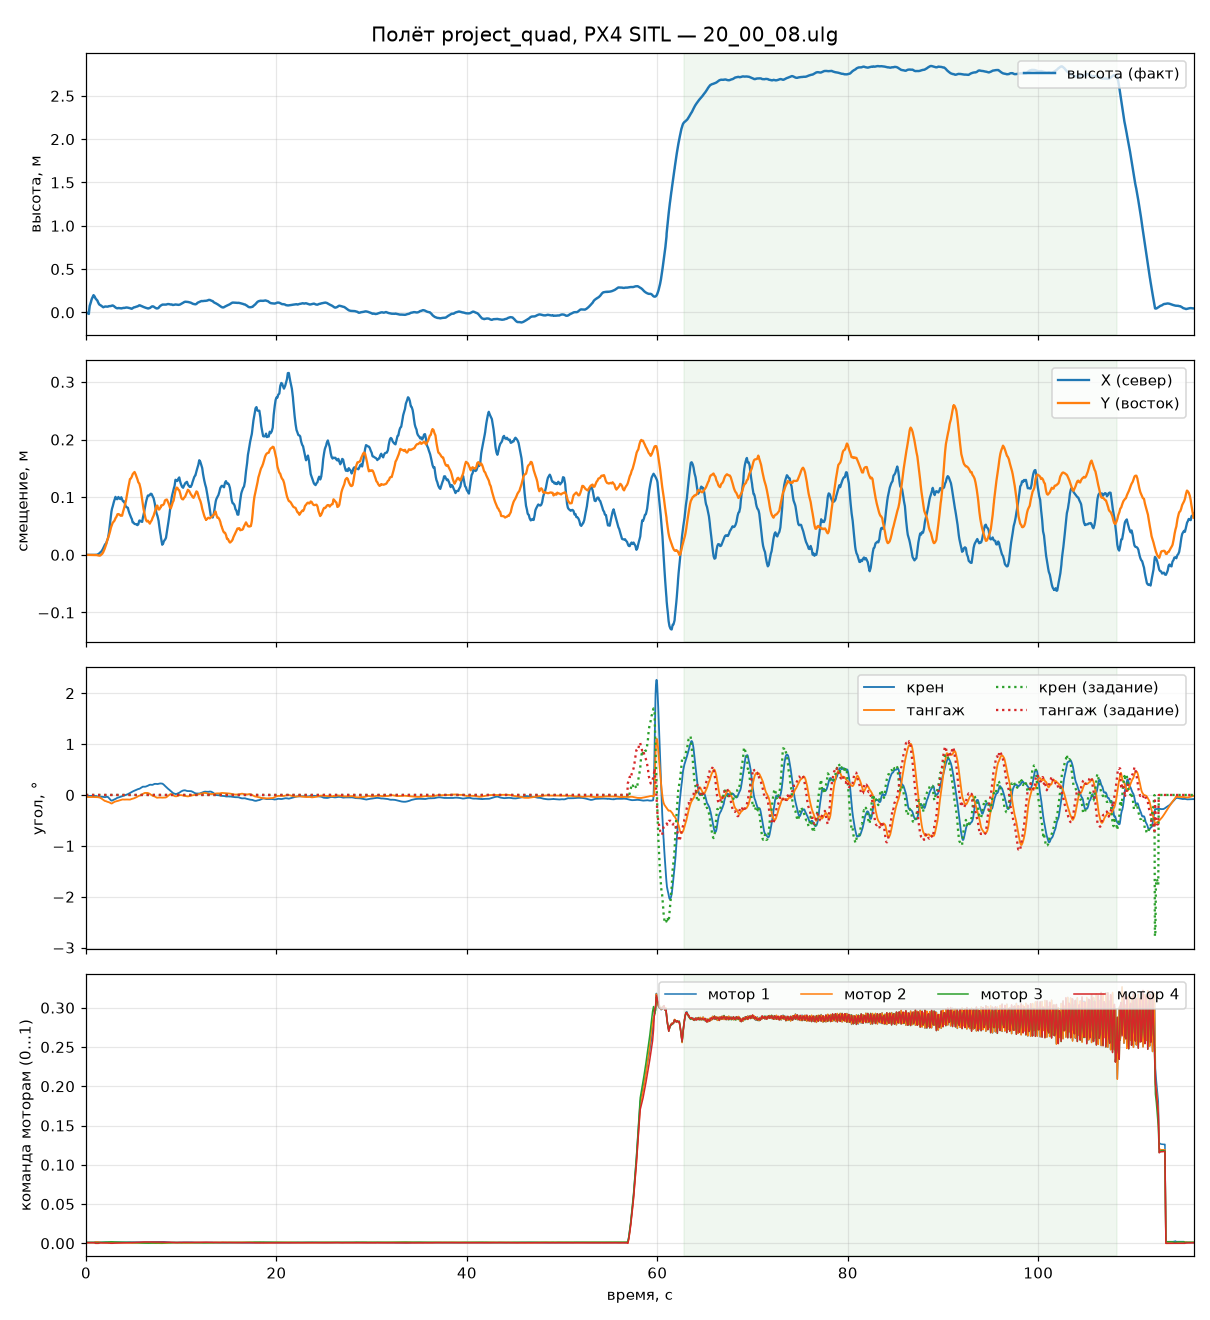 Полёт project_quad, PX4 SITL — 20_00_08.ulg
высота, м
2.5
2.0
1.5
1.0
0.5
0.0
высота (факт)
смещение, м
0.3
0.2
0.1
0.0
−0.1
X (север)
Y (восток)
угол, °
2
1
0
−1
−2
−3
крен
тангаж
крен (задание)
тангаж (задание)
команда моторам (0...1)
0.30
0.25
0.20
0.15
0.10
0.05
0.00
мотор 1 мотор 2 мотор 3 мотор 4
0 20 40 60 80 100
время, с